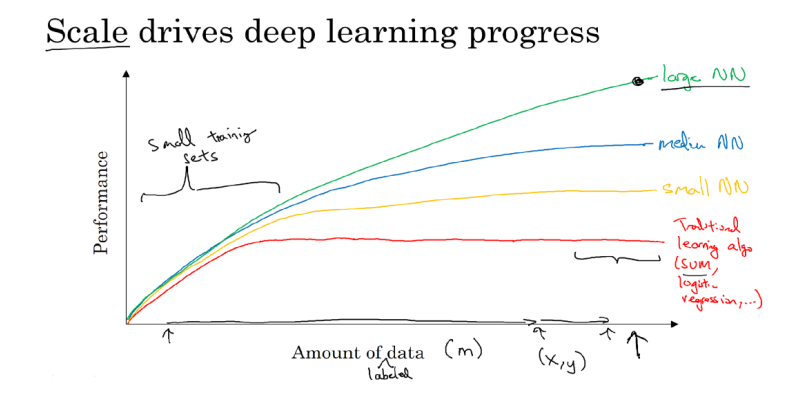 Scale drives deep learning progress
large NN
Small training
sets
medium NN
small NN
Performance
Traditional
learning algo
(SVM,
logistic
regression,...)
Amount of data (m)
labeled
(x,y)